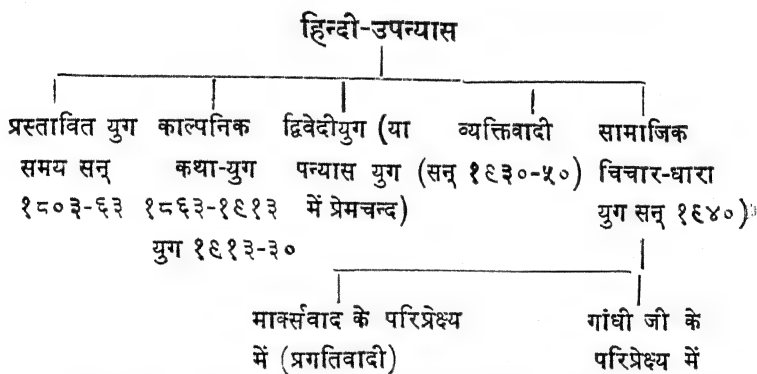 हिन्दी-उपन्यास
प्रस्तावित युग काल्पनिक द्विवेदीयुग (या व्यक्तिवादी सामाजिक
समय सन् कथा-युग पन्यास युग (सन् १९३०-५०) विचार-धारा
१८०३-६३ १८६३-१९१३ में प्रेमचन्द) युग सन् १९४०)
युग १९१३-३०
मार्क्सवाद के परिप्रेक्ष्य गांधी जी के
में (प्रगतिवादी) परिप्रेक्ष्य में